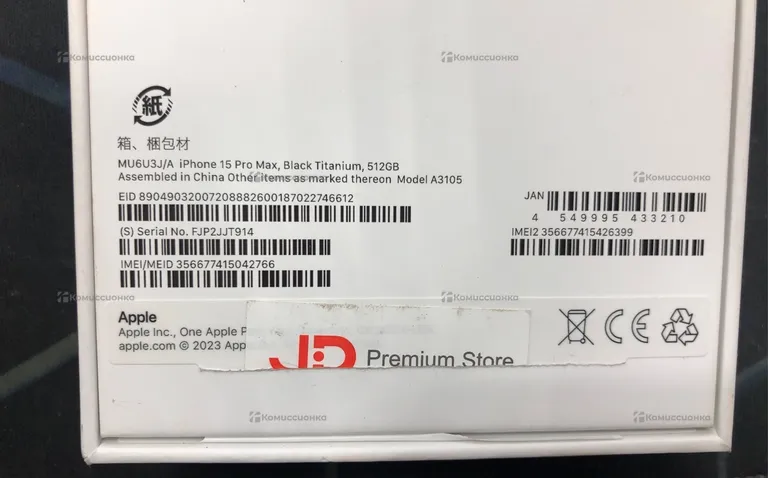 Комиссионка
Комиссионка
紙
箱、梱包材
MU6U3J/A iPhone 15 Pro Max, Black Titanium, 512GB
Assembled in China Other items as marked thereon Model A3105
Комиссионка
Комиссионка
EID 89049032007208882600187022746612
JAN
4 549995 433210
(S) Serial No. FJP2JJT914
IMEI2 356677415426399
IMEI/MEID 356677415042766
Комиссионка
Комиссионка
Apple
Apple Inc., One Apple
apple.com © 2023 App
JD Premium Store
CE
Комиссионка
Комиссионка